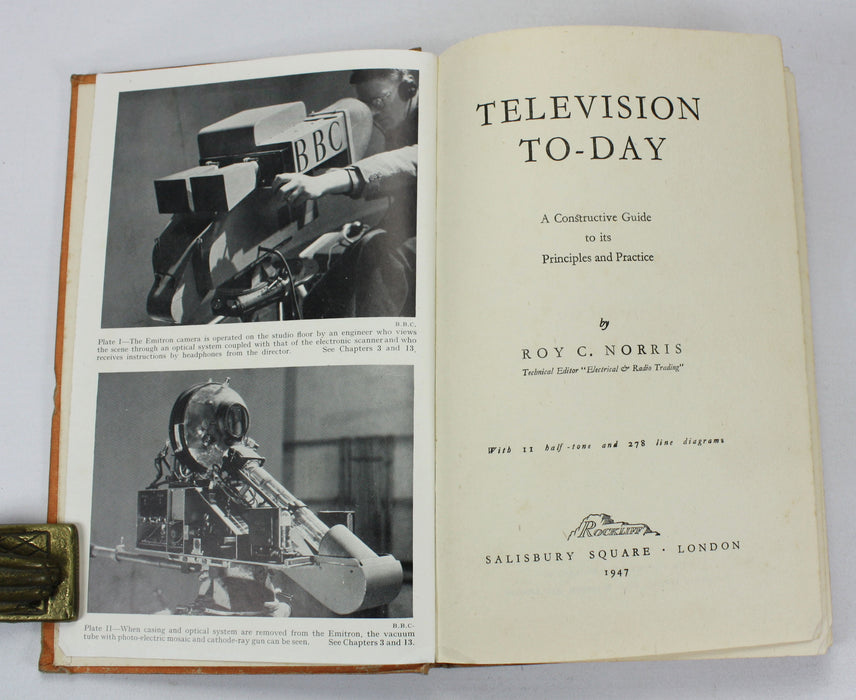 BBC
B.B.C.
Plate I—The Emitron camera is operated on the studio floor by an engineer who views
the scene through an optical system coupled with that of the electronic scanner and who
receives instructions by headphones from the director. See Chapters 3 and 13.
B.B.C.
Plate II—When casing and optical system are removed from the Emitron, the vacuum
tube with photo-electric mosaic and cathode-ray gun can be seen. See Chapters 3 and 13.
TELEVISION
TO-DAY
A Constructive Guide
to its
Principles and Practice
by
ROY C. NORRIS
Technical Editor "Electrical & Radio Trading"
With 11 half-tone and 278 line diagrams
ROCKLIFF
SALISBURY SQUARE · LONDON
1947